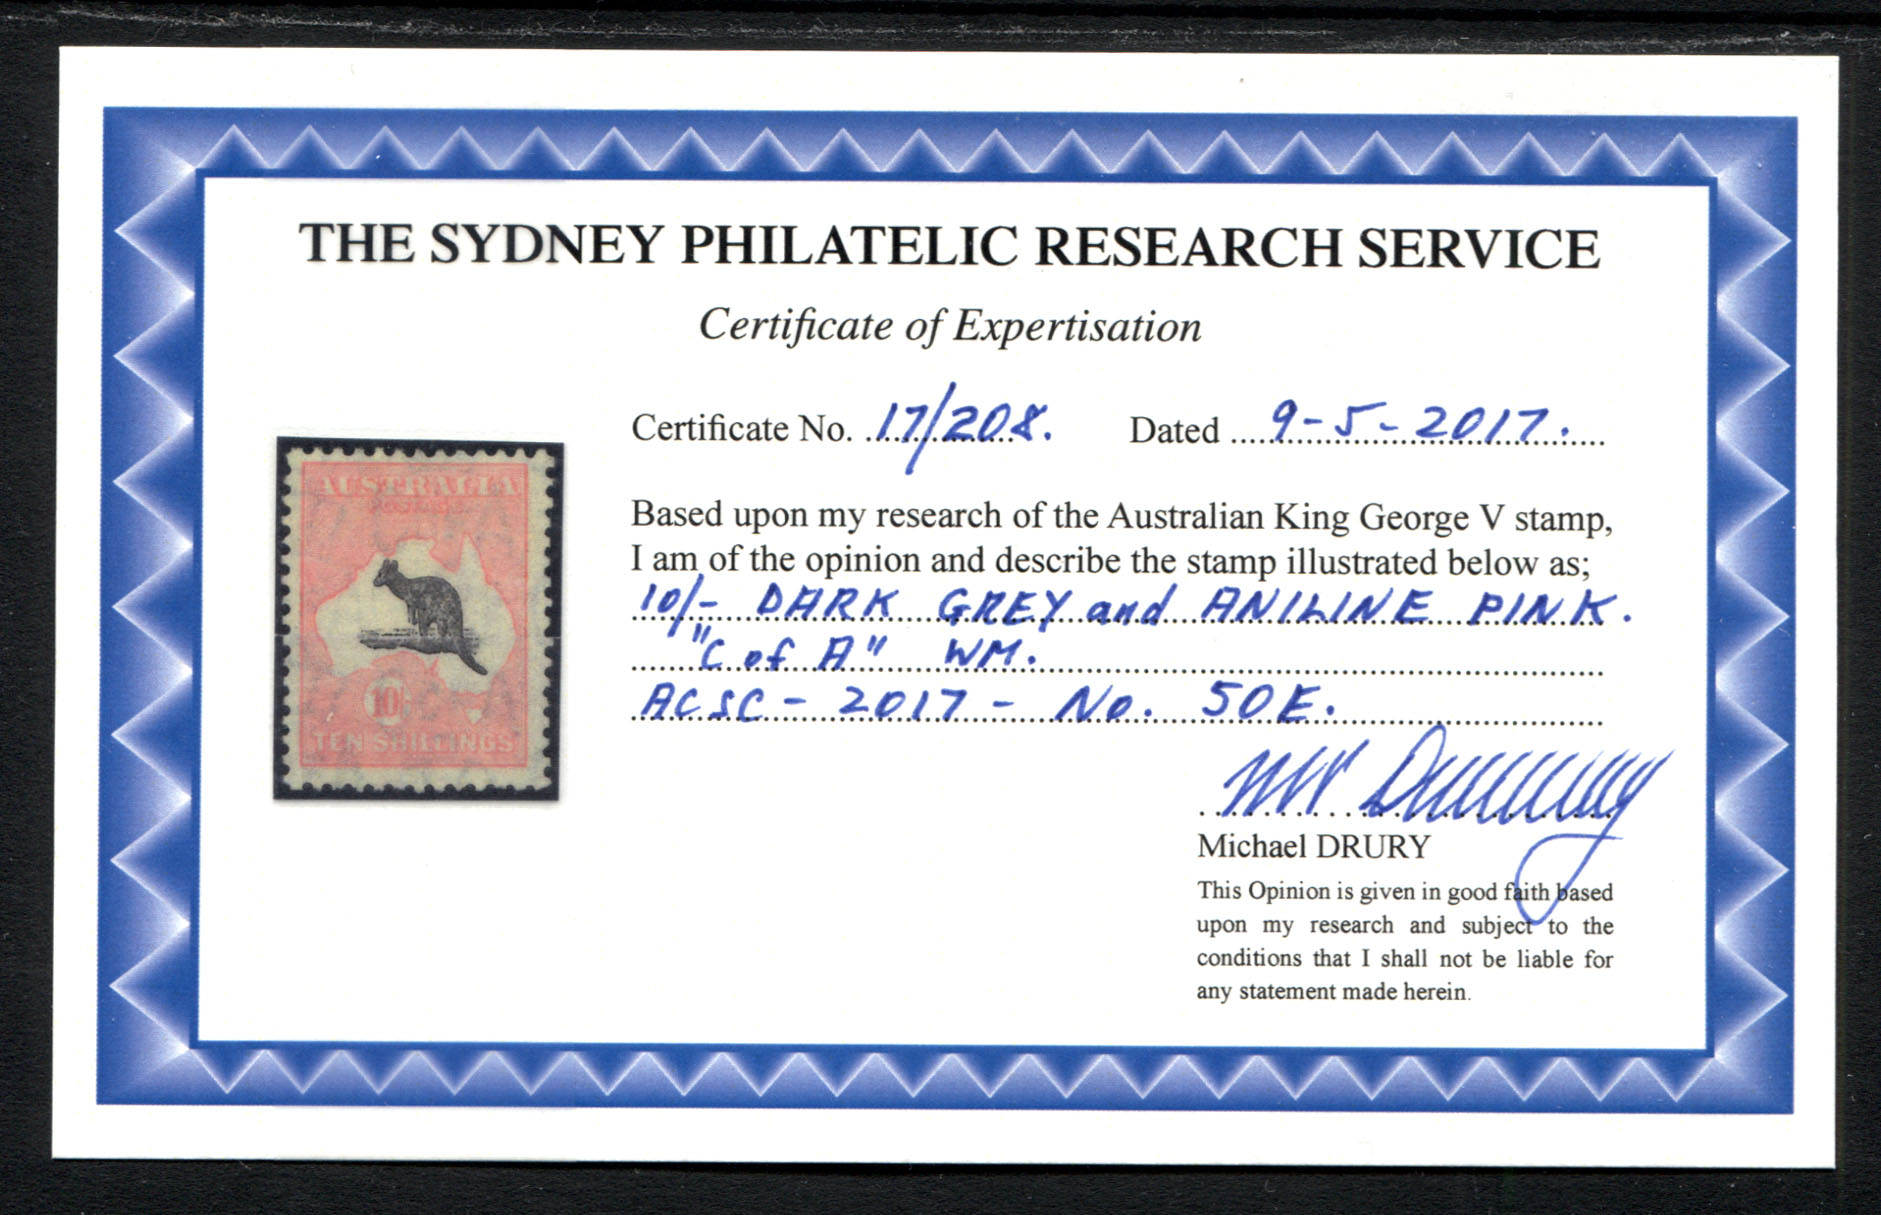 THE SYDNEY PHILATELIC RESEARCH SERVICE
Certificate of Expertisation
Certificate No. 17/208. Dated 9-5-2017.
Based upon my research of the Australian King George V stamp,
I am of the opinion and describe the stamp illustrated below as;
10/- DARK GREY and ANILINE PINK.
"C of A" WM.
ACSC - 2017 - No. 50E.
AUSTRALIA
POSTAGE
10/-
TEN SHILLINGS
Michael DRURY
This Opinion is given in good faith based
upon my research and subject to the
conditions that I shall not be liable for
any statement made herein.